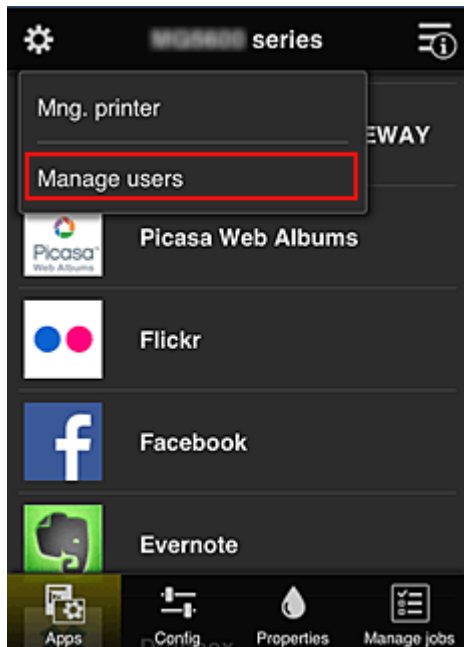 series
Mng. printer
EWAY
Manage users
Picasa
Web Albums
Picasa Web Albums
Flickr
Facebook
f
Evernote
Apps
Config
Properties
Manage jobs